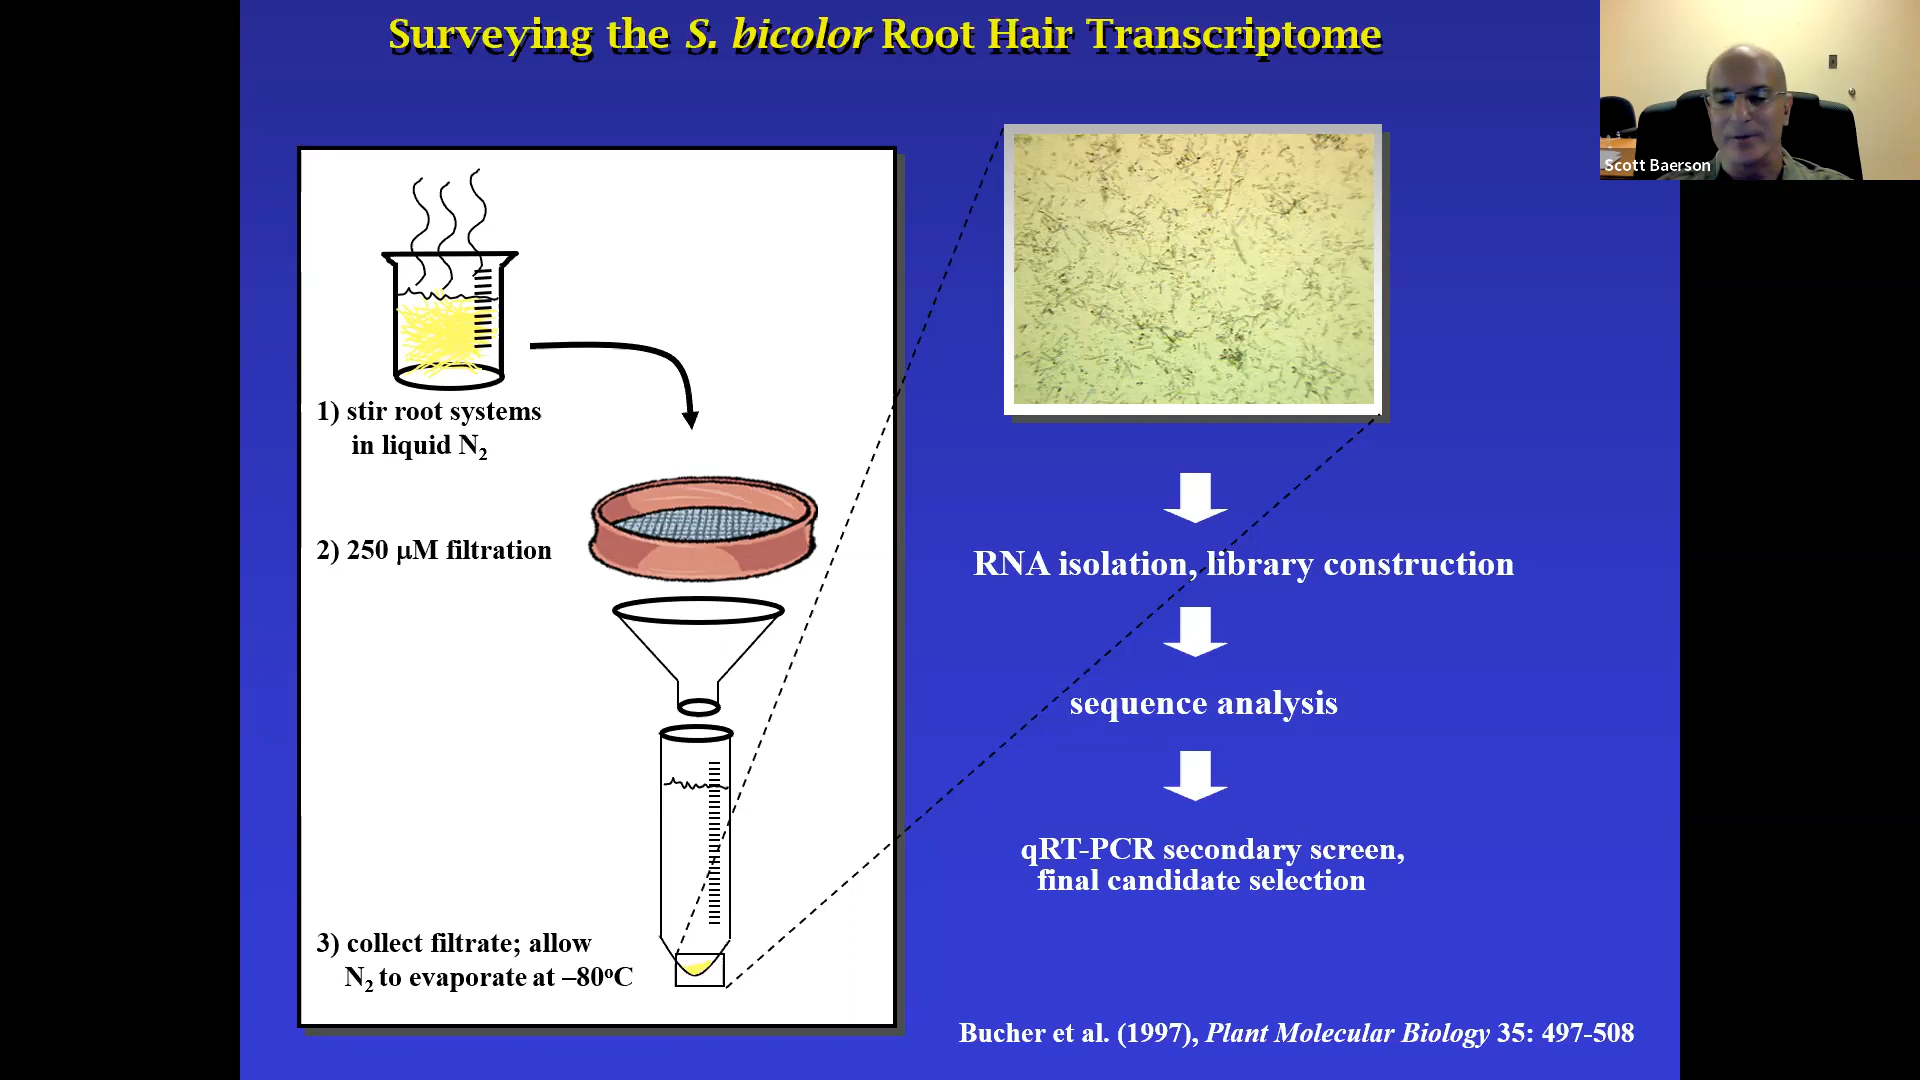 Surveying the S. bicolor Root Hair Transcriptome
Scott Baerson
1) stir root systems
in liquid N₂
2) 250 μM filtration
3) collect filtrate; allow
N₂ to evaporate at –80ºC
RNA isolation, library construction
sequence analysis
qRT-PCR secondary screen,
final candidate selection
Bucher et al. (1997), Plant Molecular Biology 35: 497-508